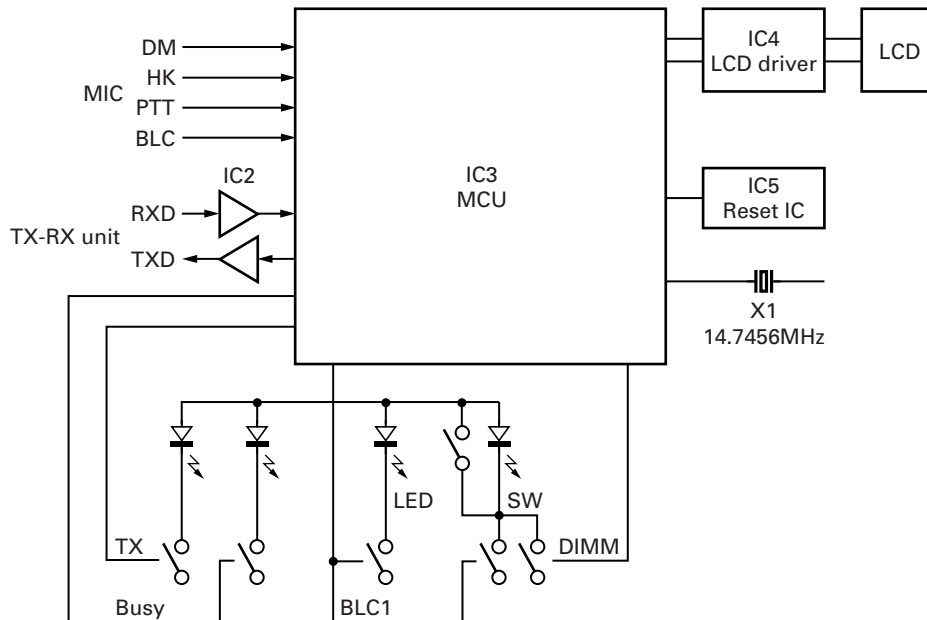 DM
HK
MIC
PTT
BLC
IC2
RXD
TX-RX unit
TXD
IC3
MCU
IC4
LCD driver
LCD
IC5
Reset IC
X1
14.7456MHz
LED
SW
TX
DIMM
Busy
BLC1